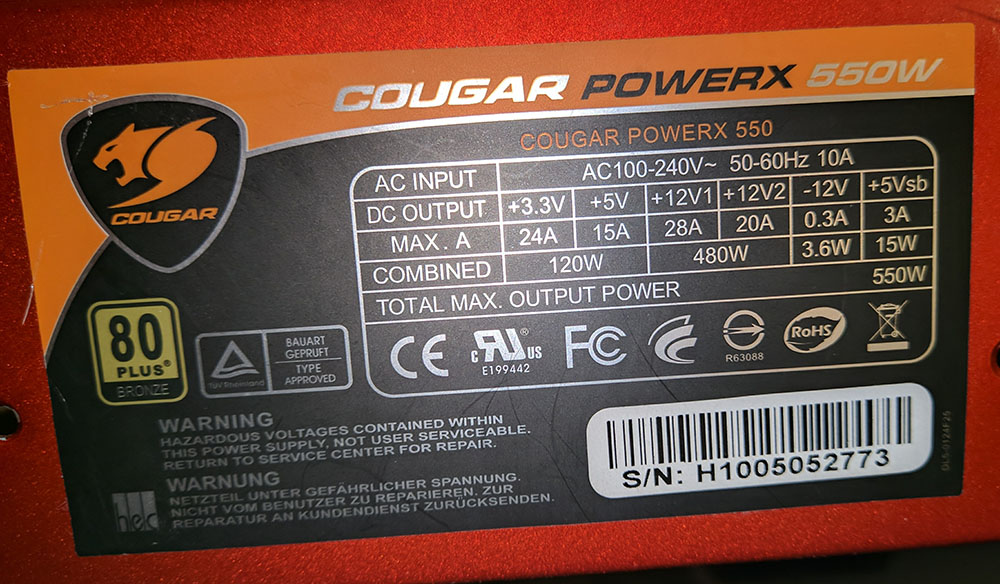 COUGAR POWERX 550W
COUGAR POWERX 550
COUGAR
AC INPUT AC100-240V~ 50-60Hz 10A
DC OUTPUT +3.3V +5V +12V1 +12V2 -12V +5Vsb
MAX. A 24A 15A 28A 20A 0.3A 3A
COMBINED 120W 480W 3.6W 15W
TOTAL MAX. OUTPUT POWER 550W
80
PLUS®
BRONZE
TÜVRheinland
BAUART
GEPRUFT
TYPE
APPROVED
CE
c RU® US
E199442
FC
R63088
RoHS
WARNING
HAZARDOUS VOLTAGES CONTAINED WITHIN
THIS POWER SUPPLY, NOT USER SERVICEABLE.
RETURN TO SERVICE CENTER FOR REPAIR.
WARNUNG
NETZTEIL UNTER GEFÄHRLICHER SPANNUNG.
NICHT VOM BENUTZER ZU REPARIEREN. ZUR
REPARATUR AN KUNDENDIENST ZURÜCKSENDEN.
hec
S/N: H1005052773